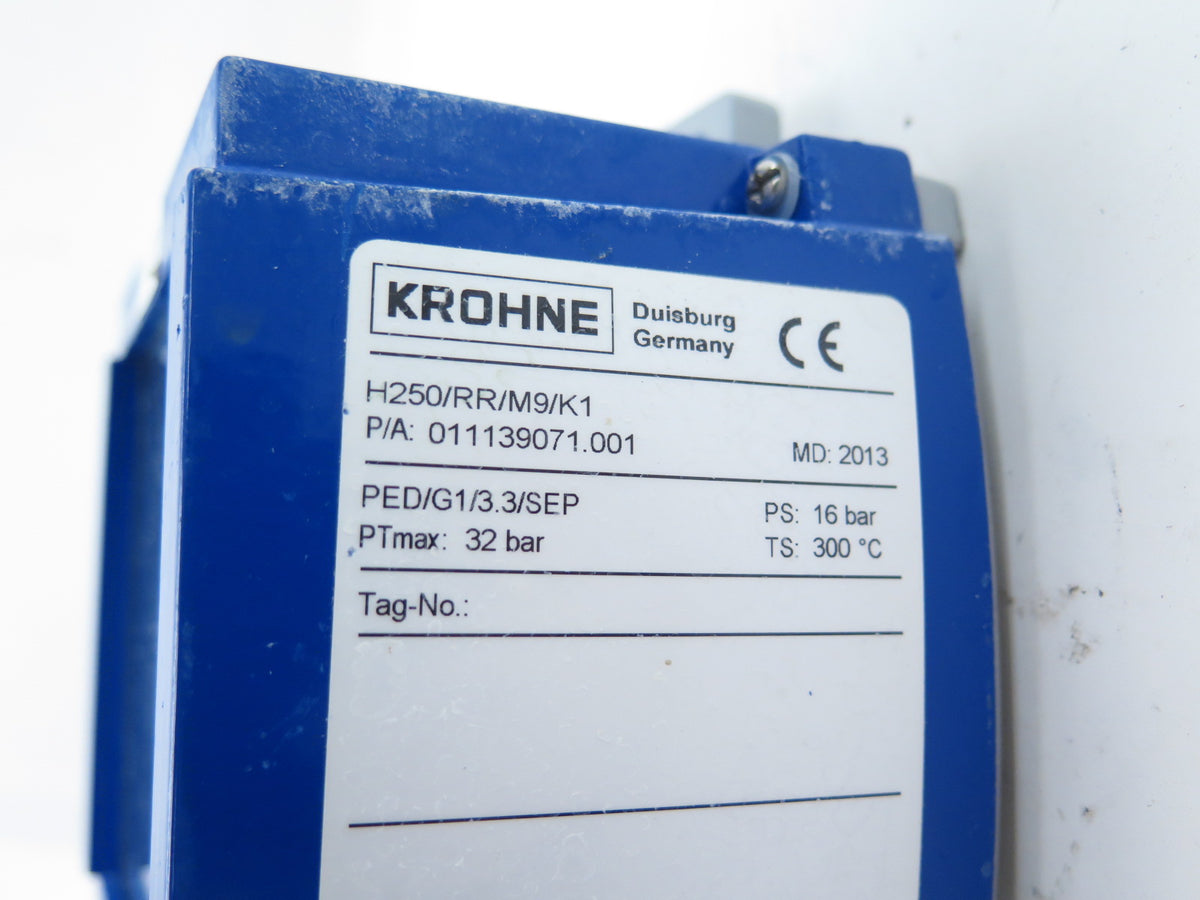 KROHNE
Duisburg
Germany
CE
H250/RR/M9/K1
P/A: 011139071.001
MD: 2013
PED/G1/3.3/SEP
PS: 16 bar
PTmax: 32 bar
TS: 300 °C
Tag-No.: